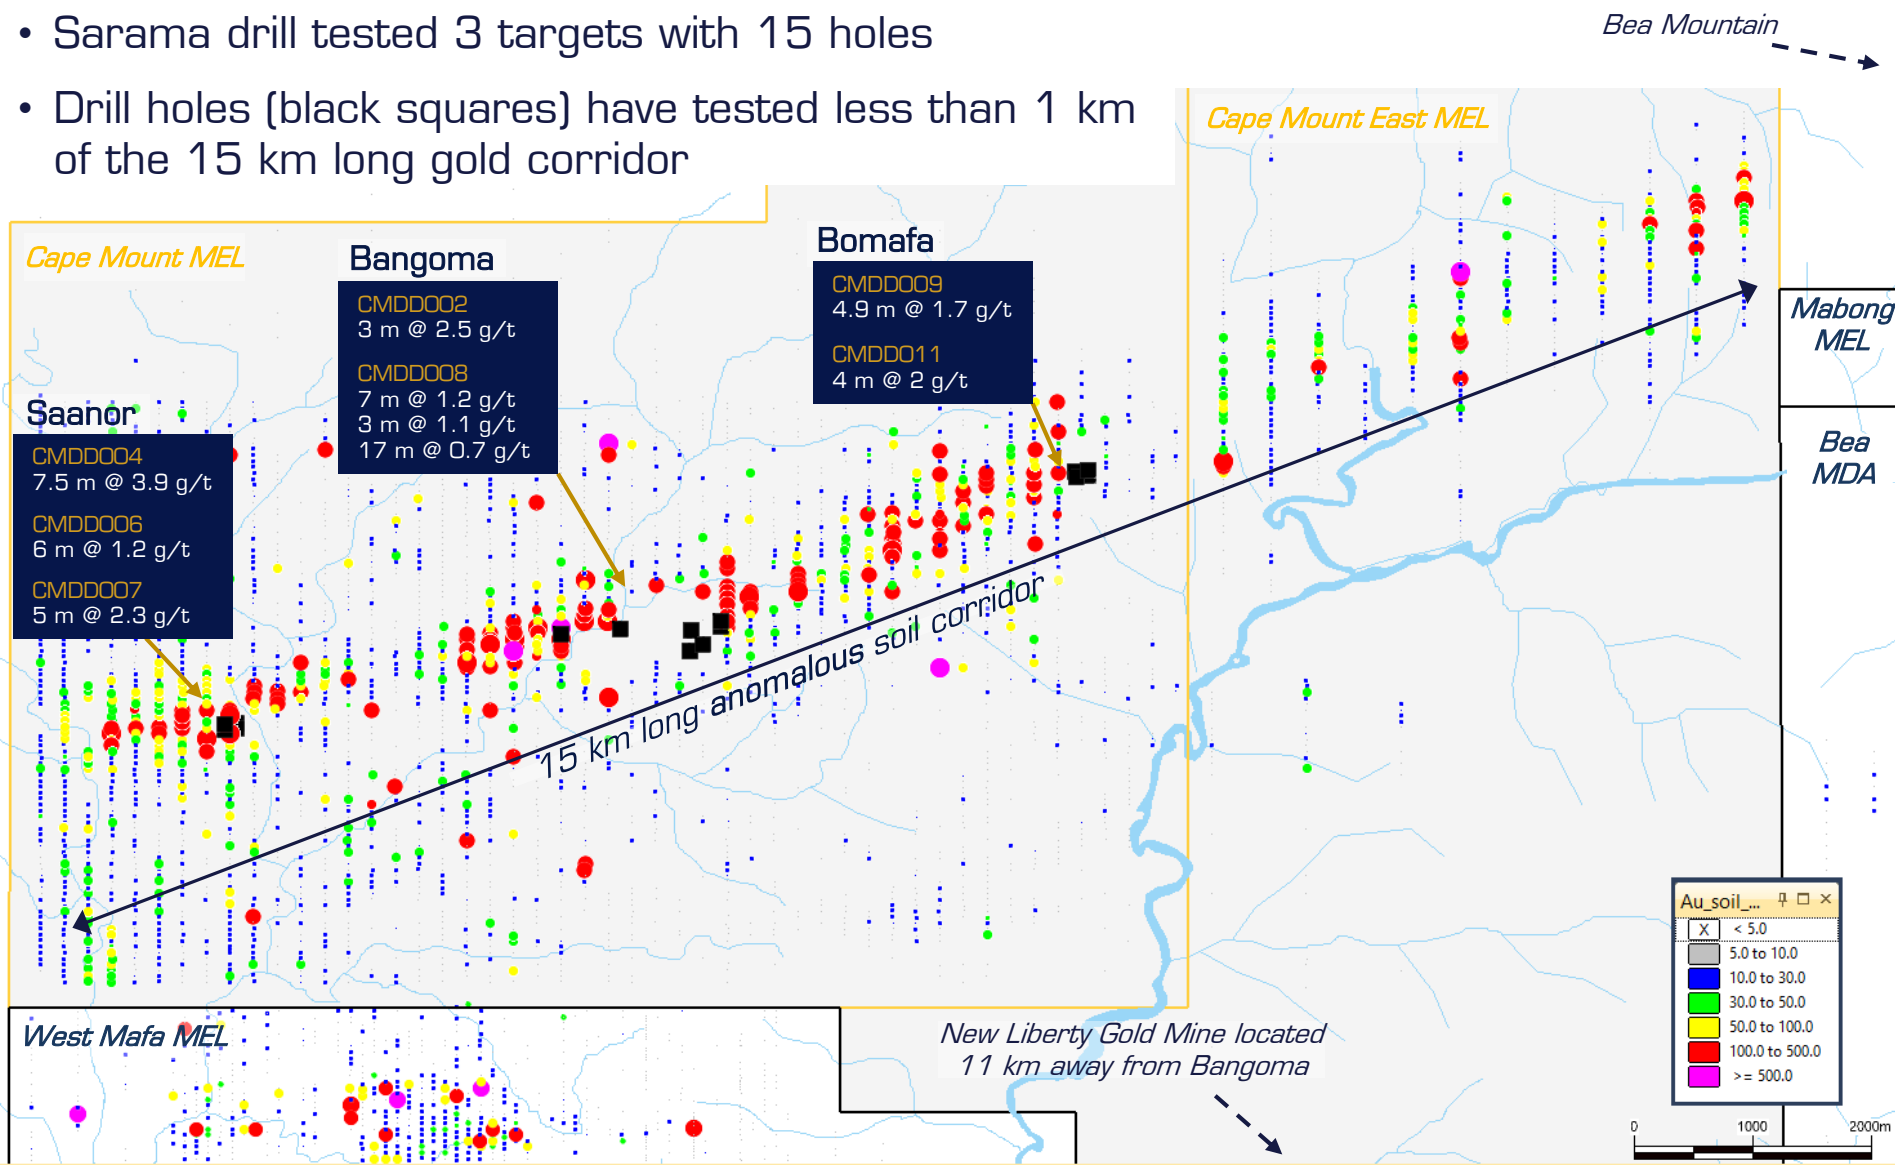 • Sarama drill tested 3 targets with 15 holes
• Drill holes (black squares) have tested less than 1 km
of the 15 km long gold corridor
Bea Mountain
Cape Mount East MEL
Cape Mount MEL
Bangoma
CMDD002
3 m @ 2.5 g/t
CMDD008
7 m @ 1.2 g/t
3 m @ 1.1 g/t
17 m @ 0.7 g/t
Bomafa
CMDD009
4.9 m @ 1.7 g/t
CMDD011
4 m @ 2 g/t
Mabong
MEL
Saanor
CMDD004
7.5 m @ 3.9 g/t
CMDD006
6 m @ 1.2 g/t
CMDD007
5 m @ 2.3 g/t
Bea
MDA
15 km long anomalous soil corridor
Au_soil_...
X < 5.0
5.0 to 10.0
10.0 to 30.0
30.0 to 50.0
50.0 to 100.0
100.0 to 500.0
>= 500.0
West Mafa MEL
New Liberty Gold Mine located
11 km away from Bangoma
0 1000 2000m